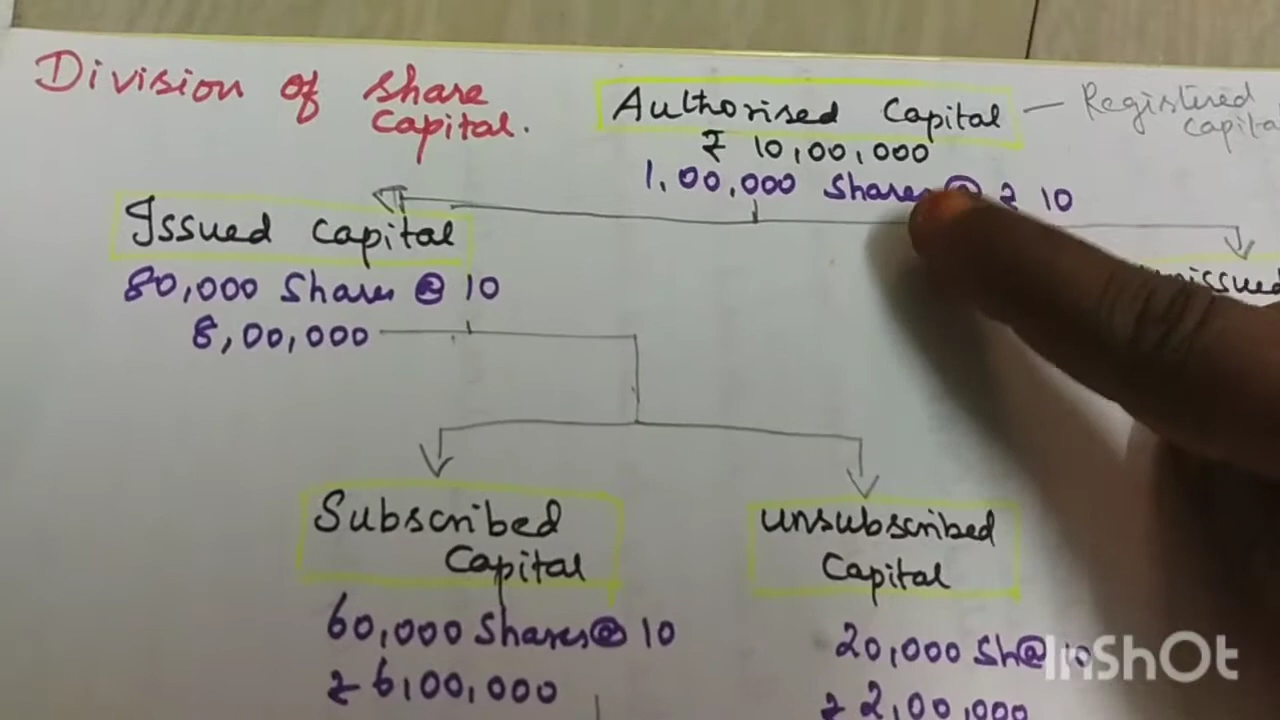 Division of share
capital.
Authorised Capital — Registered
capital
₹ 10,00,000
1,00,000 shares @ ₹ 10
Issued capital
80,000 shares @ 10
8,00,000
Subscribed
Capital
60,000 shares @ 10
₹ 6,00,000
unsubscribed
Capital
20,000 Sh@ 10
₹ 2,00,000
InShOt